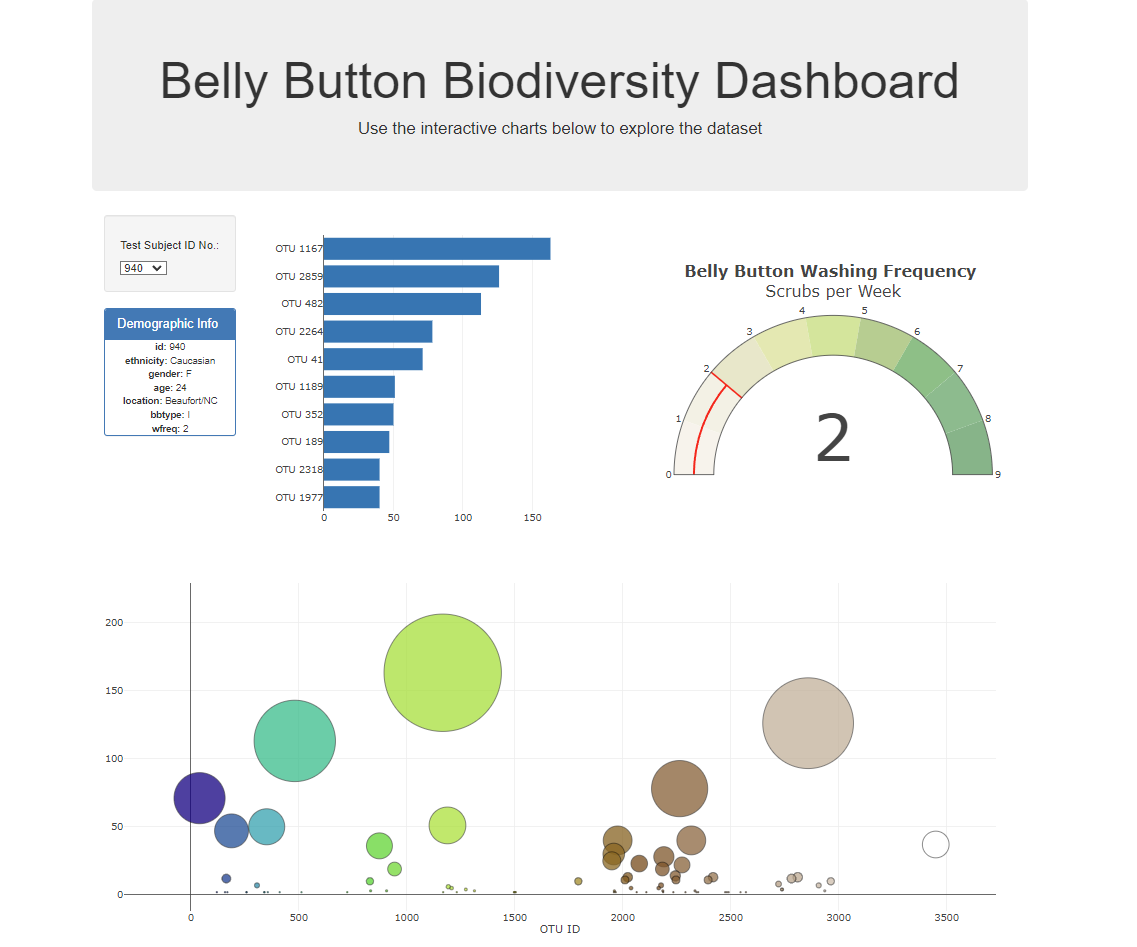 Belly Button Biodiversity Dashboard
Use the interactive charts below to explore the dataset
Test Subject ID No.:
940
Demographic Info
id: 940
ethnicity: Caucasian
gender: F
age: 24
location: Beaufort/NC
bbtype: I
wfreq: 2
OTU 1167
OTU 2859
OTU 482
OTU 2264
OTU 41
OTU 1189
OTU 352
OTU 189
OTU 2318
OTU 1977
0 50 100 150
Belly Button Washing Frequency
Scrubs per Week
0
1
2
3
4
5
6
7
8
9
2
200
150
100
50
0
0 500 1000 1500 2000 2500 3000 3500
OTU ID